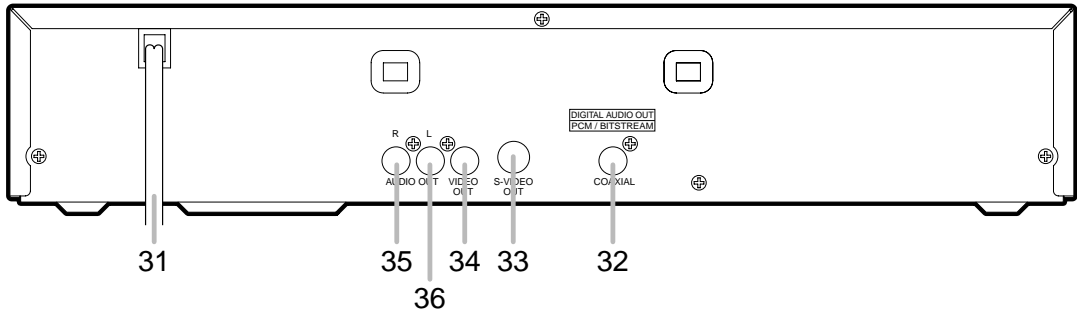 DIGITAL AUDIO OUT
PCM / BITSTREAM
R L
AUDIO OUT
VIDEO
OUT
S-VIDEO
OUT
COAXIAL
31 35 36 34 33 32